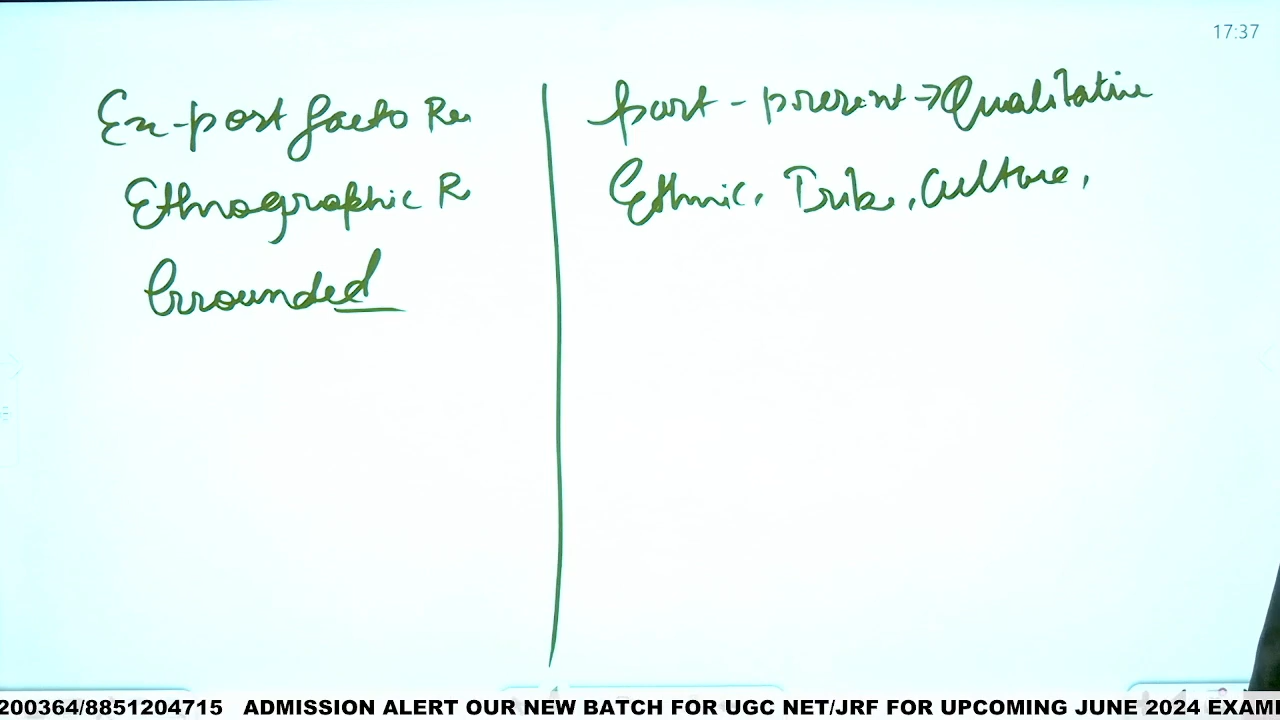 17:37
Ex-post facto Res
past - present → Qualitative
Ethnographic R
Ethnic, Tribe, Culture,
Grounded
200364/8851204715 ADMISSION ALERT OUR NEW BATCH FOR UGC NET/JRF FOR UPCOMING JUNE 2024 EXAMI